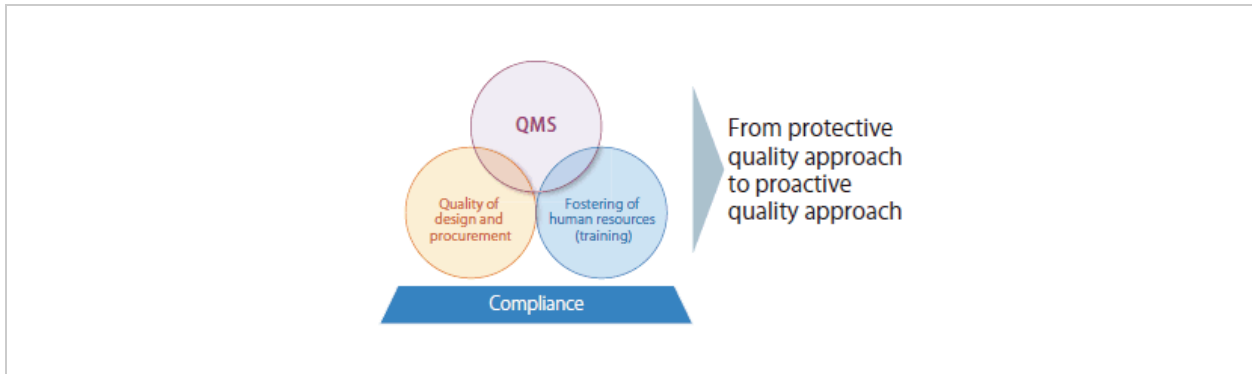 QMS
Quality of
design and
procurement
Fostering of
human resources
(training)
Compliance
From protective
quality approach
to proactive
quality approach